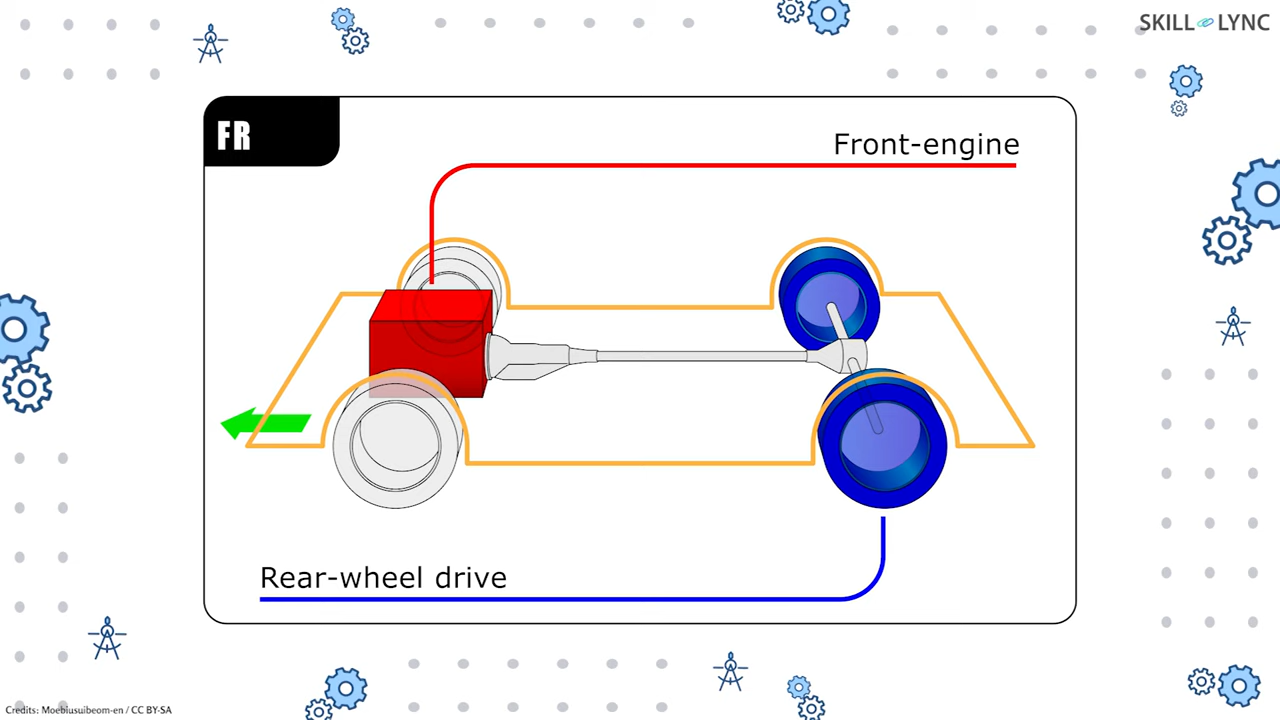 SKILL LYNC
FR
Front-engine
Rear-wheel drive
Credits: Moebiusuibeom-en / CC BY-SA